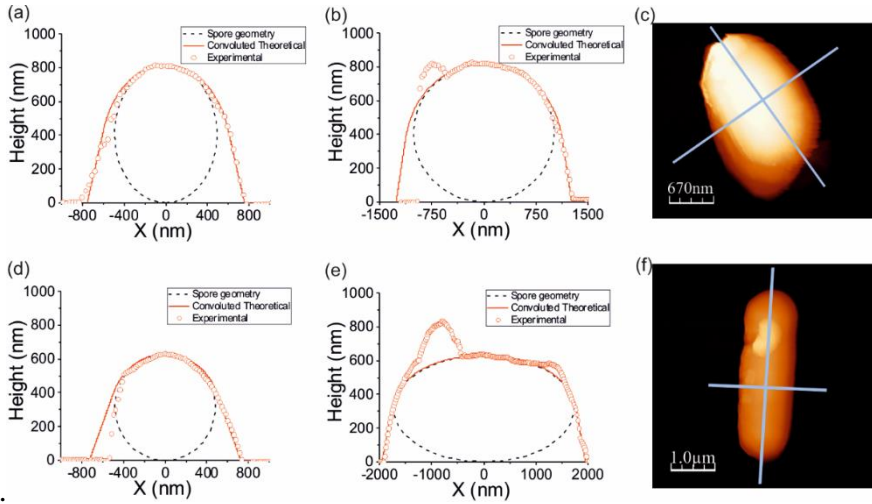 (a)
Spore geometry
Convoluted Theoretical
Experimental
Height (nm)
1000
800
600
400
200
0
-800 -400 0 400 800
X (nm)
(b)
Spore geometry
Convoluted Theoretical
Experimental
Height (nm)
1000
800
600
400
200
0
-1500 -750 0 750 1500
X (nm)
(c)
670nm
(d)
Spore geometry
Convoluted Theoretical
Experimental
Height (nm)
1000
800
600
400
200
0
-800 -400 0 400 800
X (nm)
(e)
Spore geometry
Convoluted Theoretical
Experimental
Height (nm)
1000
800
600
400
200
0
-2000 -1000 0 1000 2000
X (nm)
(f)
1.0µm
.